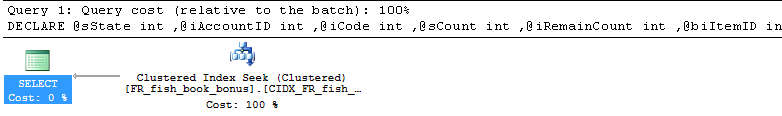 Query 1: Query cost (relative to the batch): 100%
DECLARE @sState int ,@iAccountID int ,@iCode int ,@sCount int ,@iRemainCount int ,@biItemID in
SELECT
Cost: 0 %
Clustered Index Seek (Clustered)
[FR_fish_book_bonus].[CIDX_FR_fish_…
Cost: 100 %